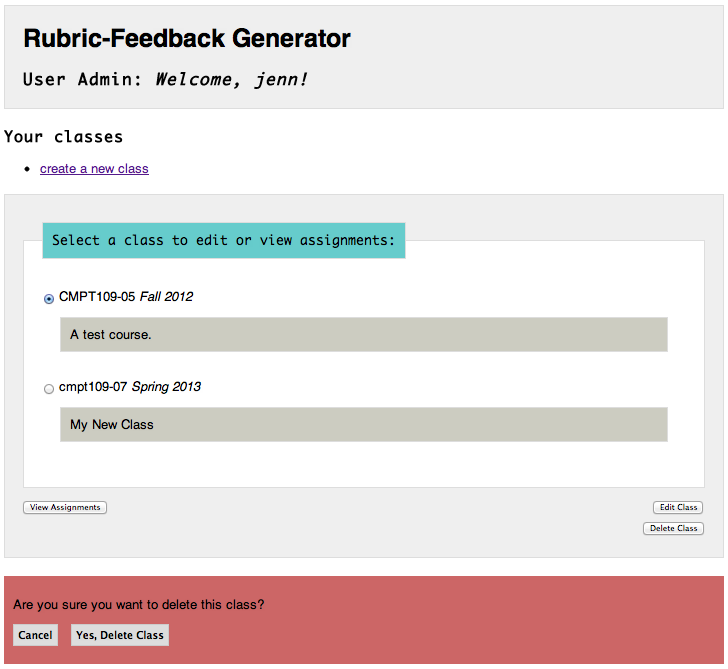 Rubric-Feedback Generator
User Admin: Welcome, jenn!
Your classes
create a new class
Select a class to edit or view assignments:
CMPT109-05 Fall 2012
A test course.
cmpt109-07 Spring 2013
My New Class
View Assignments
Edit Class
Delete Class
Are you sure you want to delete this class?
Cancel
Yes, Delete Class